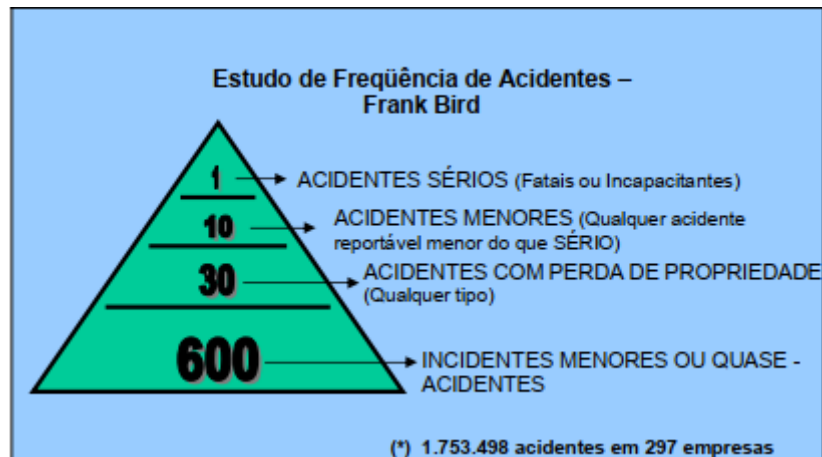 Estudo de Freqüência de Acidentes –
Frank Bird
1
ACIDENTES SÉRIOS (Fatais ou Incapacitantes)
10
ACIDENTES MENORES (Qualquer acidente
reportável menor do que SÉRIO)
30
ACIDENTES COM PERDA DE PROPRIEDADE
(Qualquer tipo)
600
INCIDENTES MENORES OU QUASE -
ACIDENTES
(*) 1.753.498 acidentes em 297 empresas